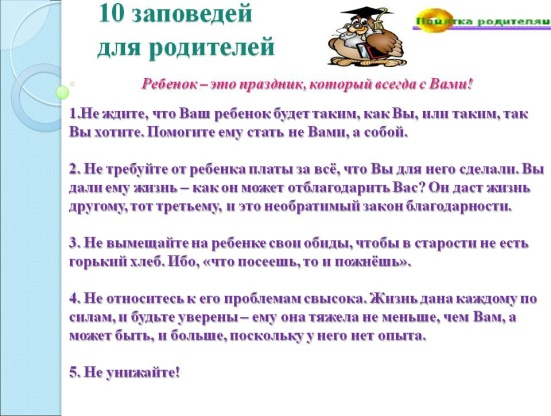 10 заповедей
для родителей
Памятка родителям
Ребенок – это праздник, который всегда с Вами!
1.Не ждите, что Ваш ребенок будет таким, как Вы, или таким, так
Вы хотите. Помогите ему стать не Вами, а собой.
2. Не требуйте от ребенка платы за всё, что Вы для него сделали. Вы
дали ему жизнь – как он может отблагодарить Вас? Он даст жизнь
другому, тот третьему, и это необратимый закон благодарности.
3. Не вымещайте на ребенке свои обиды, чтобы в старости не есть
горький хлеб. Ибо, «что посеешь, то и пожнёшь».
4. Не относитесь к его проблемам свысока. Жизнь дана каждому по
силам, и будьте уверены – ему она тяжела не меньше, чем Вам, а
может быть, и больше, поскольку у него нет опыта.
5. Не унижайте!